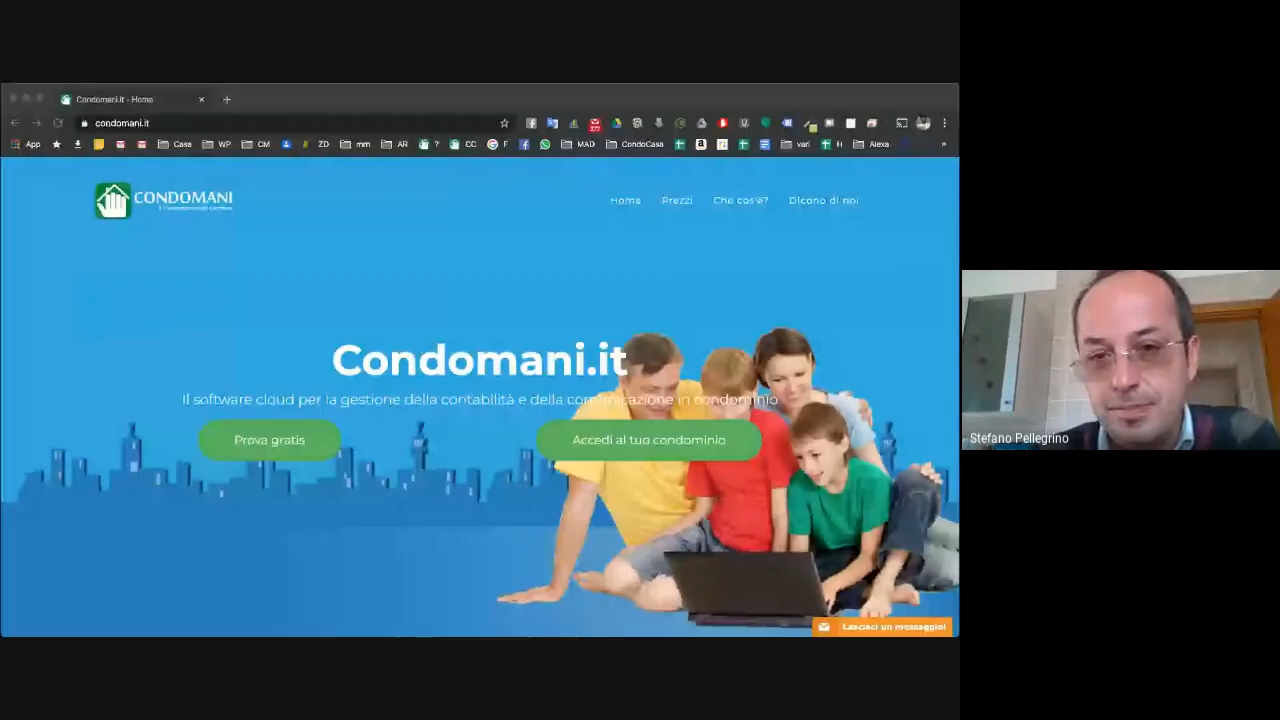 Condomani.it - Home
condomani.it
377
App
Casa
WP
CM
ZD
mm
AR
?
CC
F
MAD
CondoCasa
vari
H
Alexa
»
CONDOMANI
Home Prezzi Che cos'è? Dicono di noi
Condomani.it
Il software cloud per la gestione della contabilità e della comunicazione in condominio
Prova gratis
Accedi al tuo condominio
Lasciaci un messaggio!
Stefano Pellegrino